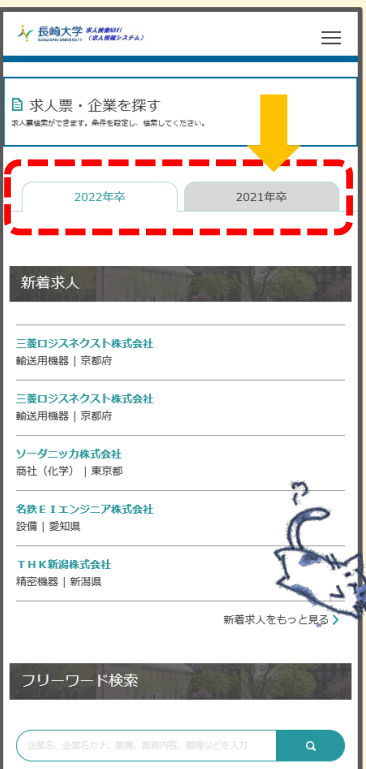 長崎大学 求人検索NAVI
NAGASAKI UNIVERSITY (求人情報システム)
求人票・企業を探す
求人票検索ができます。条件を設定し、検索してください。
2022年卒 2021年卒
新着求人
三菱ロジスネクスト株式会社
輸送用機器 | 京都府
三菱ロジスネクスト株式会社
輸送用機器 | 京都府
ソーダニッカ株式会社
商社（化学） | 東京都
名鉄ＥＩエンジニア株式会社
設備 | 愛知県
ＴＨＫ新潟株式会社
精密機器 | 新潟県
?
新着求人をもっと見る
フリーワード検索
企業名、企業名カナ、業種、業務内容、職種などを入力